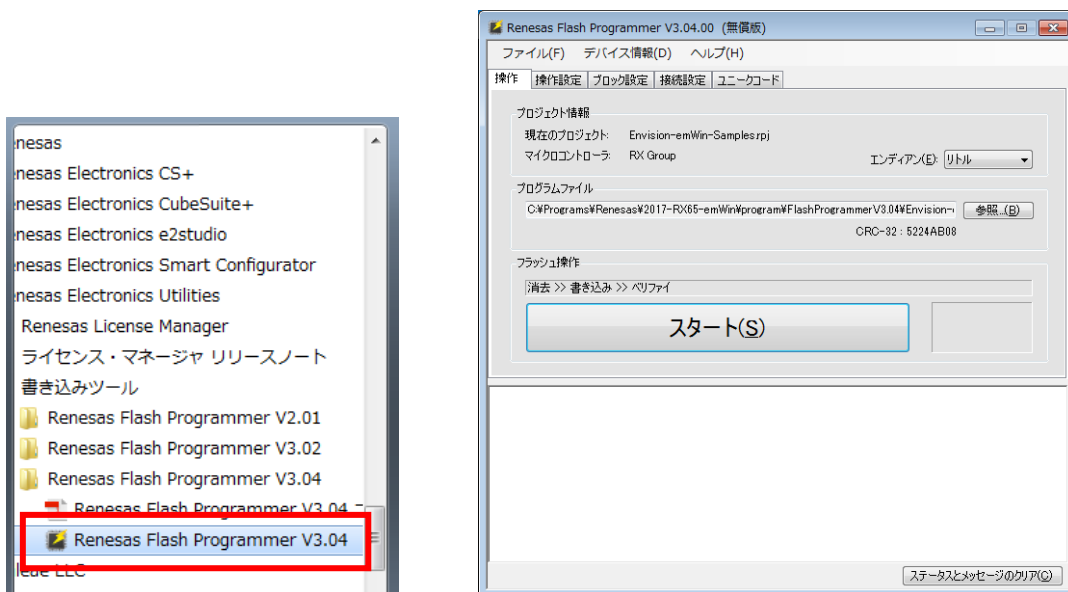 nesas
nesas Electronics CS+
nesas Electronics CubeSuite+
nesas Electronics e2studio
nesas Electronics Smart Configurator
nesas Electronics Utilities
Renesas License Manager
ライセンス・マネージャ リリースノート
書き込みツール
Renesas Flash Programmer V2.01
Renesas Flash Programmer V3.02
Renesas Flash Programmer V3.04
Renesas Flash Programmer V3.04
Renesas Flash Programmer V3.04
LLC
Renesas Flash Programmer V3.04.00 (無償版)
ファイル(F) デバイス情報(D) ヘルプ(H)
操作 操作設定 ブロック設定 接続設定 ユニークコード
プロジェクト情報
現在のプロジェクト: Envision-emWin-Samples.rpj
マイクロコントローラ: RX Group エンディアン(E): リトル
プログラムファイル
C:¥Programs¥Renesas¥2017-RX65-emWin¥program¥FlashProgrammerV3.04¥Envision- 参照...(B)
CRC-32 : 5224AB08
フラッシュ操作
消去 >> 書き込み >> ベリファイ
スタート(S)
ステータスとメッセージのクリア(C)